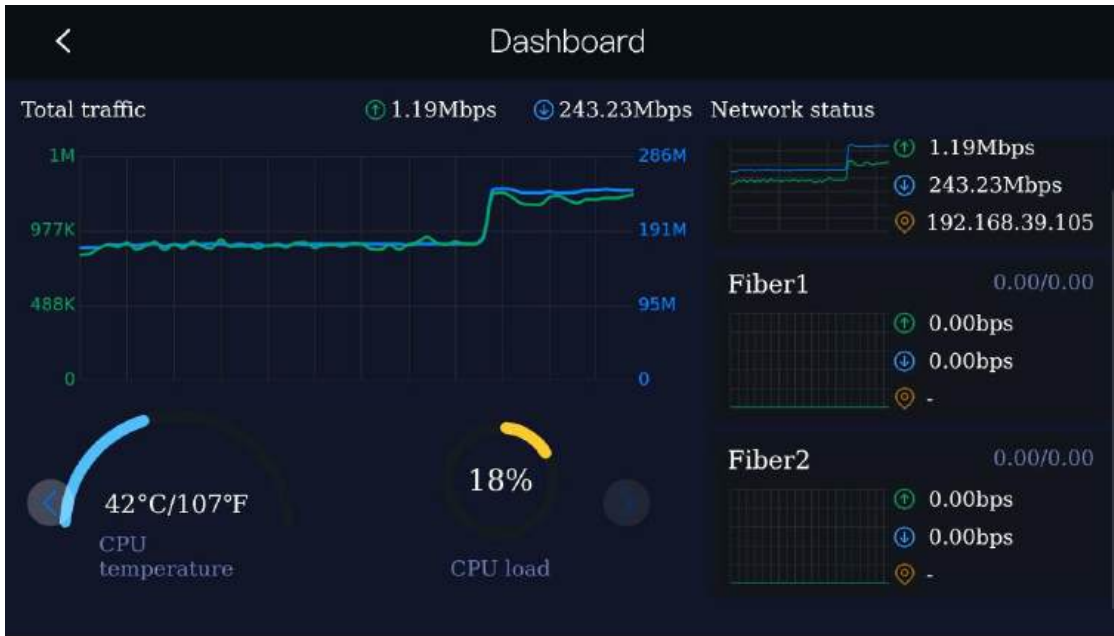 Dashboard
Total traffic
1.19Mbps
243.23Mbps
1M
977K
488K
0
286M
191M
95M
0
42°C/107°F
CPU
temperature
18%
CPU load
Network status
1.19Mbps
243.23Mbps
192.168.39.105
Fiber1
0.00/0.00
0.00bps
0.00bps
-
Fiber2
0.00/0.00
0.00bps
0.00bps
-